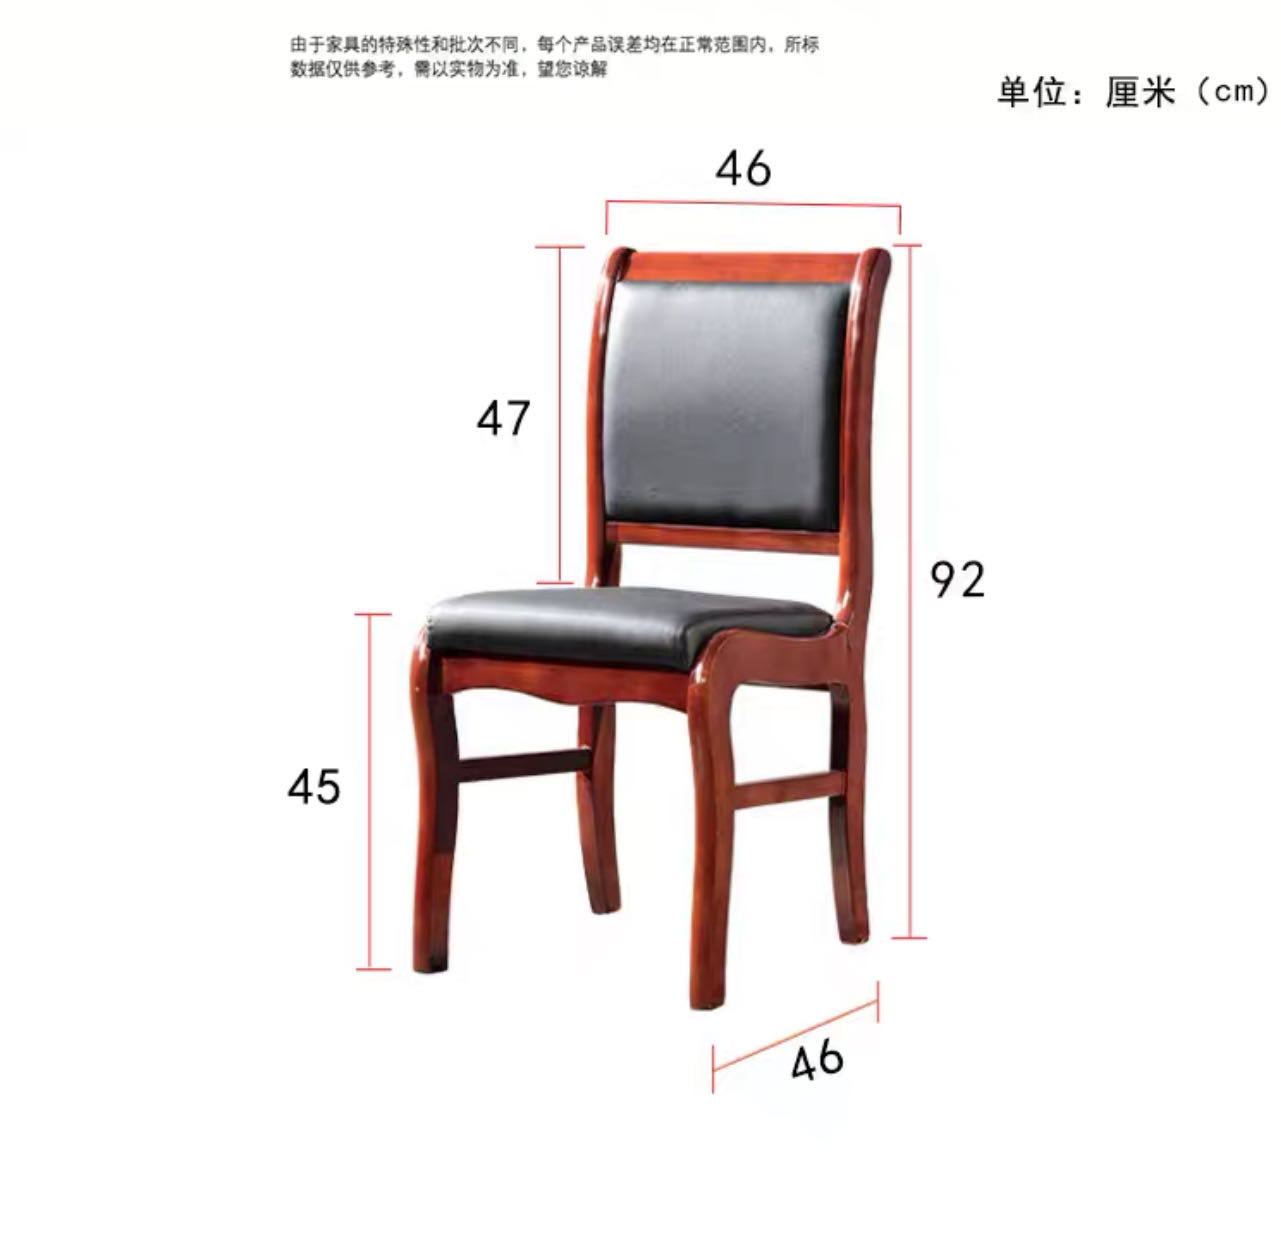 由于家具的特殊性和批次不同，每个产品误差均在正常范围内，所标
数据仅供参考，需以实物为准，望您谅解
单位：厘米（cm）
46
47
92
45
46